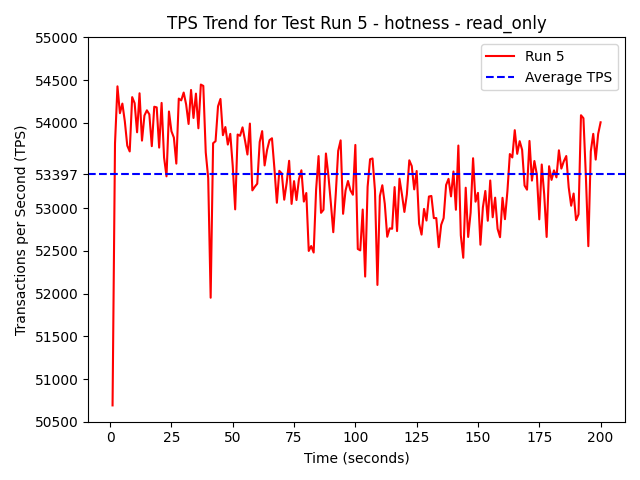 TPS Trend for Test Run 5 - hotness - read_only
Run 5
Average TPS
Transactions per Second (TPS)
55000
54500
54000
53397
53000
52500
52000
51500
51000
50500
0 25 50 75 100 125 150 175 200
Time (seconds)